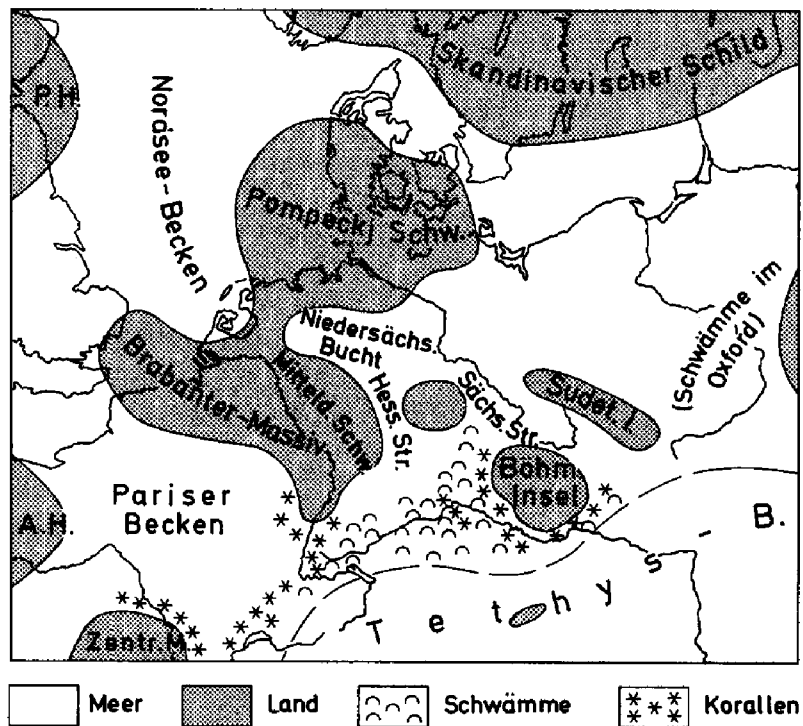 Skandinavischer Schild
P.H.
Nordsee-Becken
Pompeckj Schw.
Niedersächs.
Bucht
(Schwämme im
Oxford)
Brabanter-Massiv
Mitteld Schw.
Hess. Str.
Sächs. Str.
Sudet. I.
Böhm.
Insel
Pariser
Becken
A.H.
Tethys-B.
Zentr. M.
Meer
Land
Schwämme
Korallen